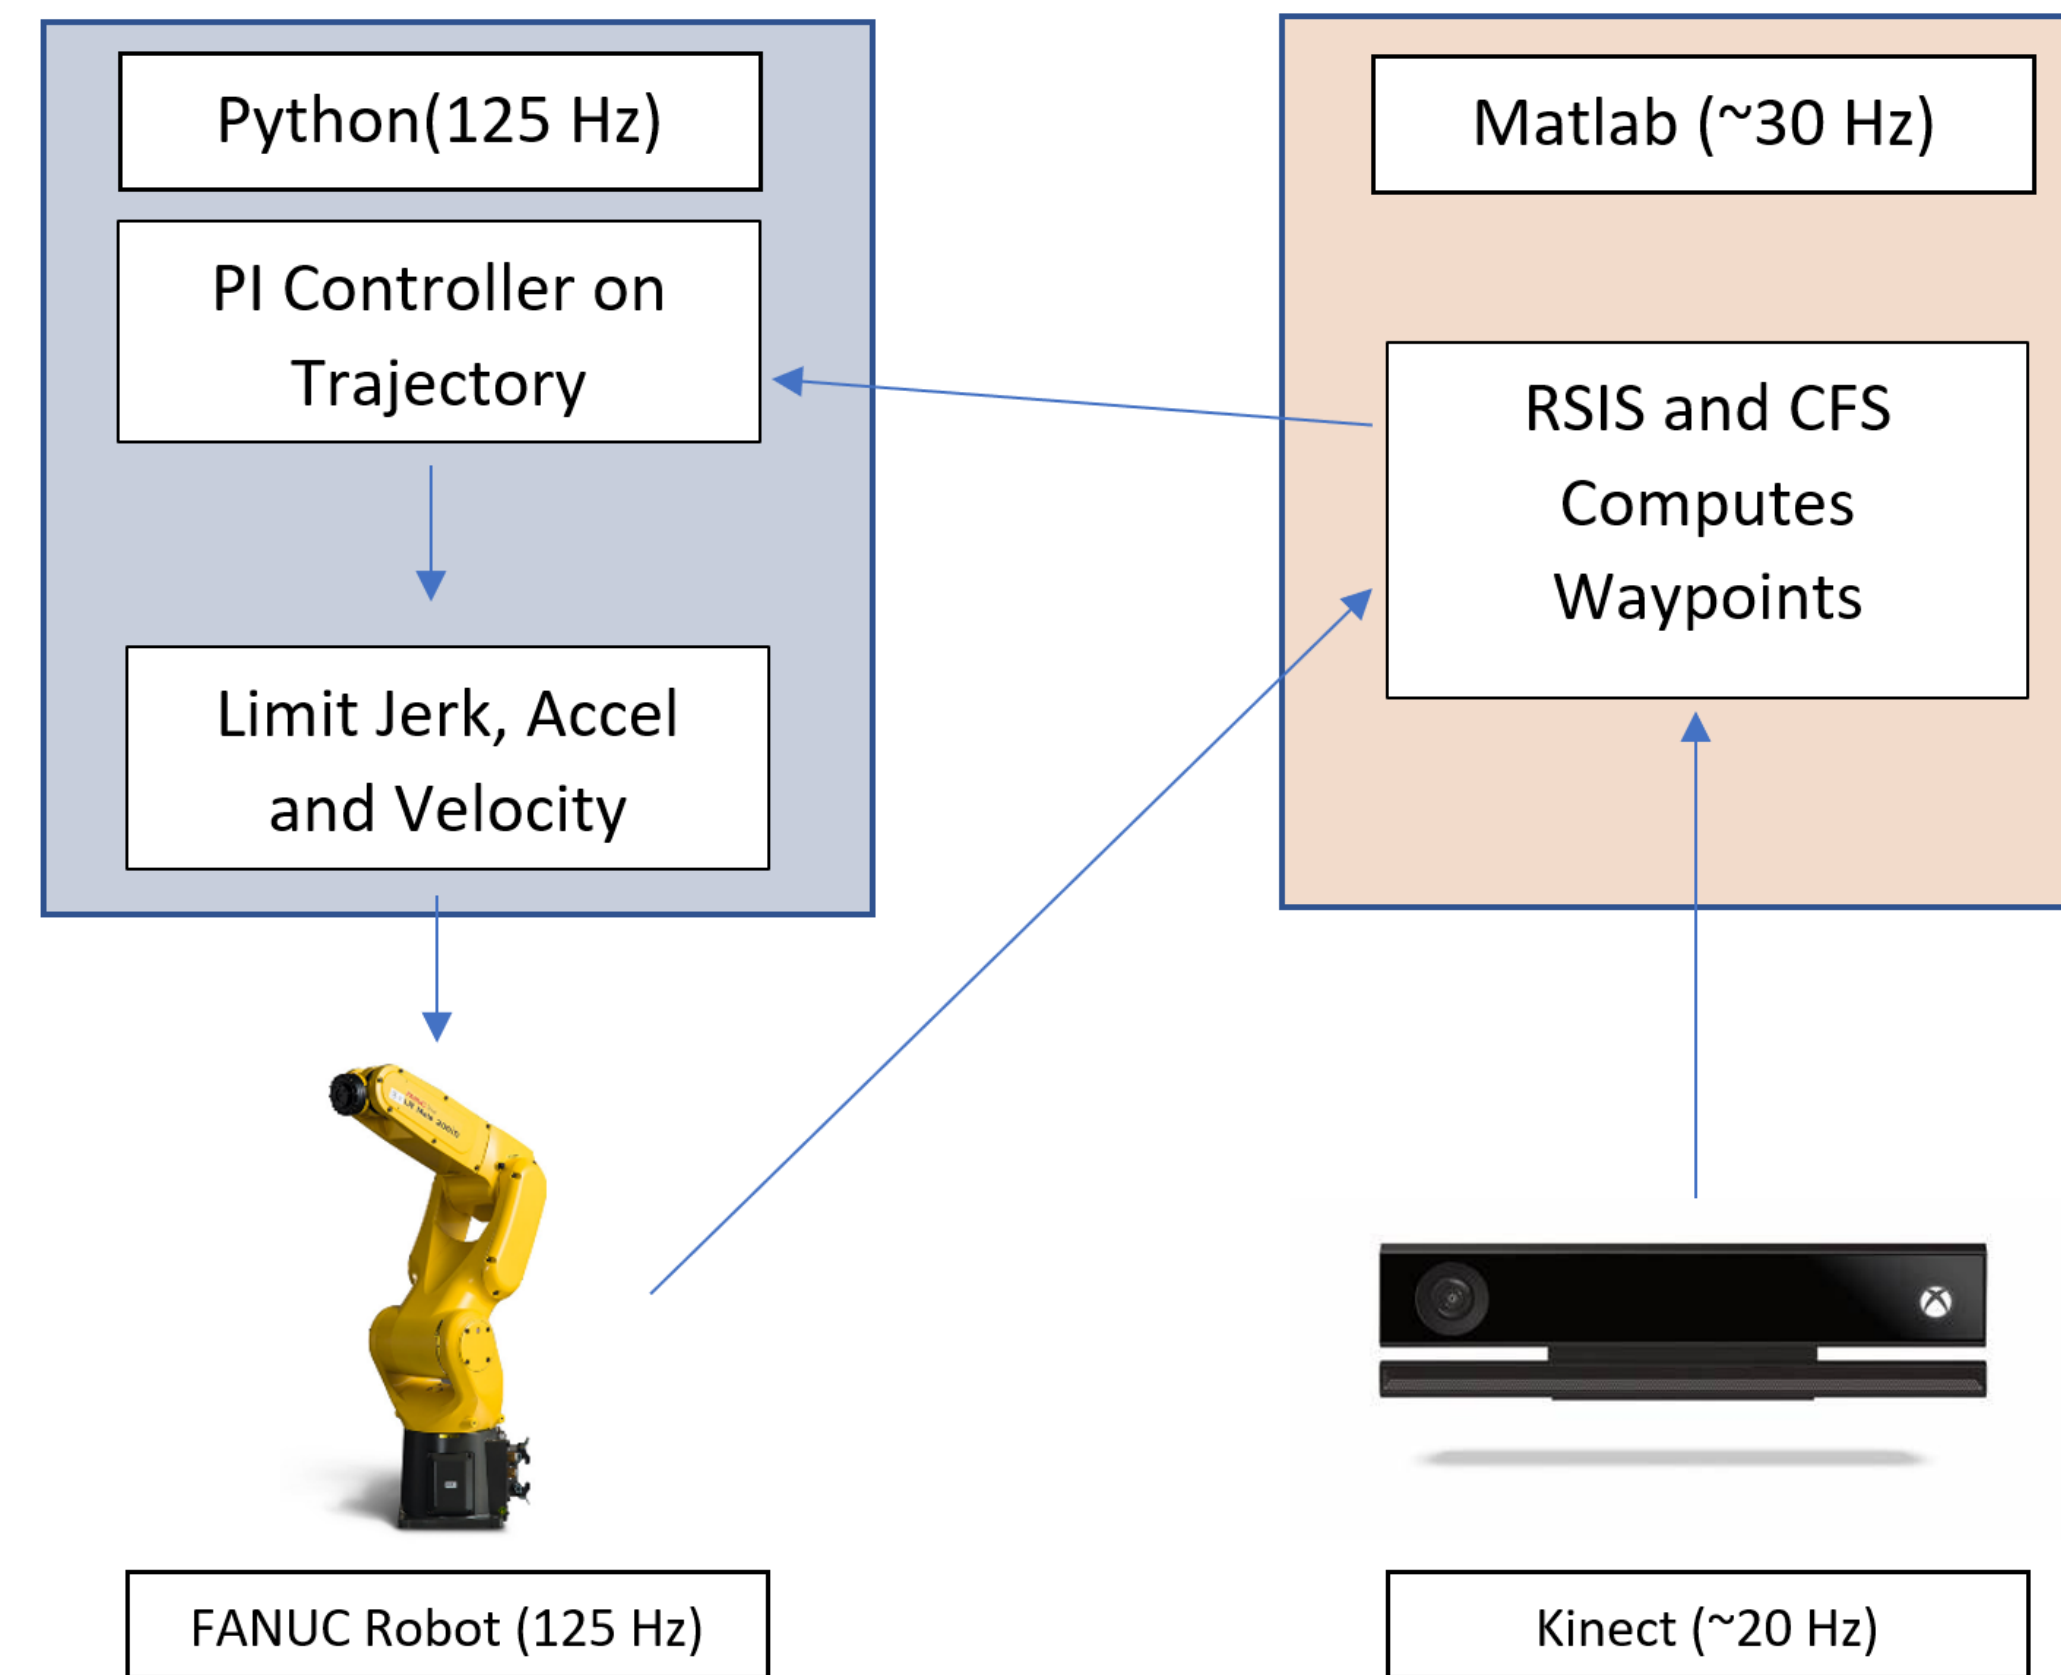 Python(125 Hz)
PI Controller on
Trajectory
Limit Jerk, Accel
and Velocity
Matlab (~30 Hz)
RSIS and CFS
Computes
Waypoints
FANUC Robot (125 Hz)
Kinect (~20 Hz)